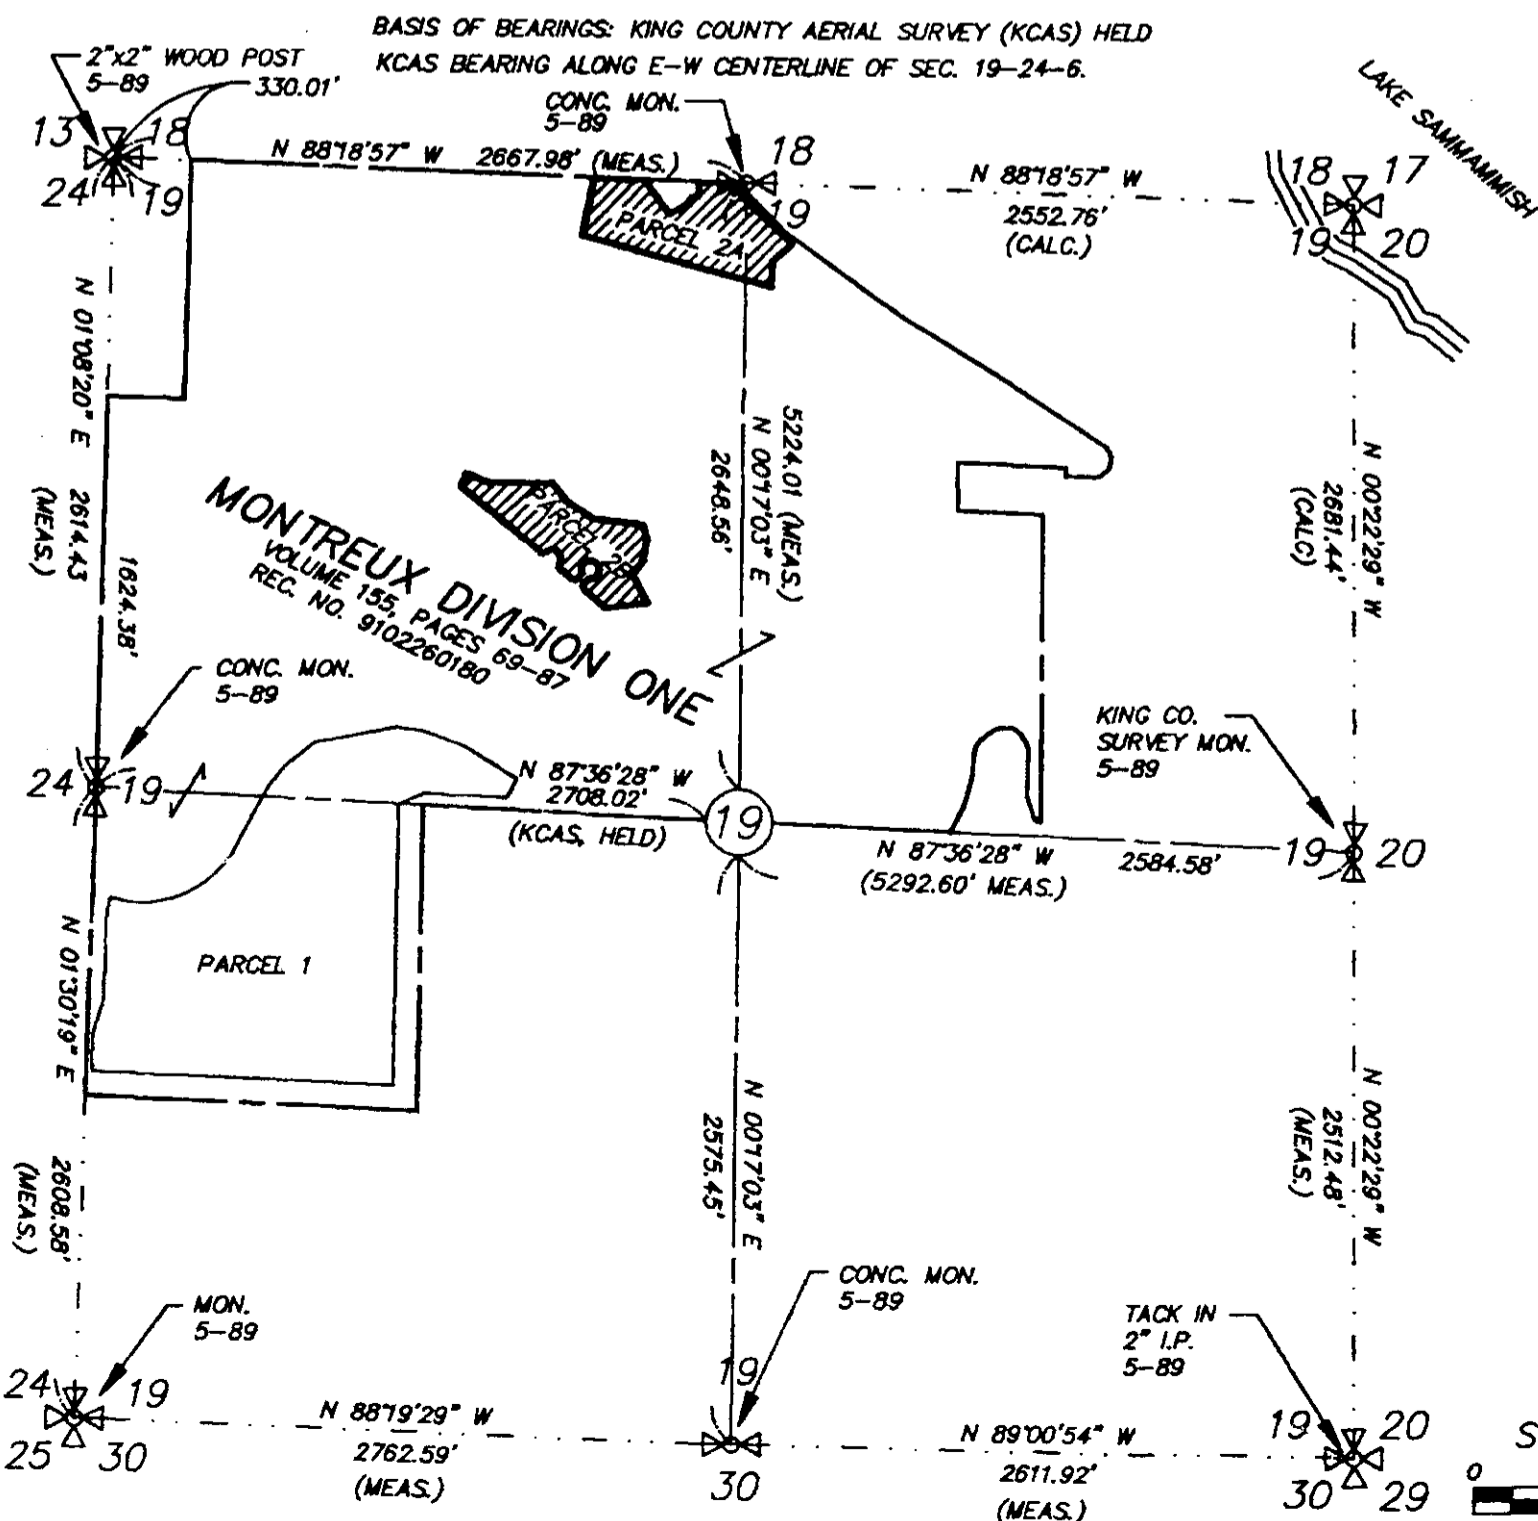 BASIS OF BEARINGS: KING COUNTY AERIAL SURVEY (KCAS) HELD
KCAS BEARING ALONG E-W CENTERLINE OF SEC. 19-24-6.
2"x2" WOOD POST
5-89
330.01'
CONC. MON.
5-89
LAKE SAMMAMMISH
13 18
24 19
N 88°18'57" W 2667.98' (MEAS.)
18
19
N 88°18'57" W
2552.76'
(CALC.)
18 17
19 20
PARCEL 2A
N 01°08'20" E
2614.43
(MEAS.)
1624.38'
5224.01 (MEAS.)
N 00°17'03" E
2648.56'
N 00°22'29" W
2681.44'
(CALC)
PARCEL 2B
MONTREUX DIVISION ONE
VOLUME 155, PAGES 69-87
REC. NO. 9102260180
CONC. MON.
5-89
KING CO.
SURVEY MON.
5-89
24 19
N 87°36'28" W
2708.02'
(KCAS, HELD)
19
N 87°36'28" W 2584.58'
(5292.60' MEAS.)
19 20
PARCEL 1
N 01°30'19" E
2608.58'
(MEAS.)
N 00°17'03" E
2575.45'
N 00°22'29" W
2512.48'
(MEAS.)
MON.
5-89
CONC. MON.
5-89
TACK IN
2" I.P.
5-89
24 19
25 30
N 88°19'29" W
2762.59'
(MEAS.)
19
30
N 89°00'54" W
2611.92'
(MEAS.)
19 20
30 29
S
0